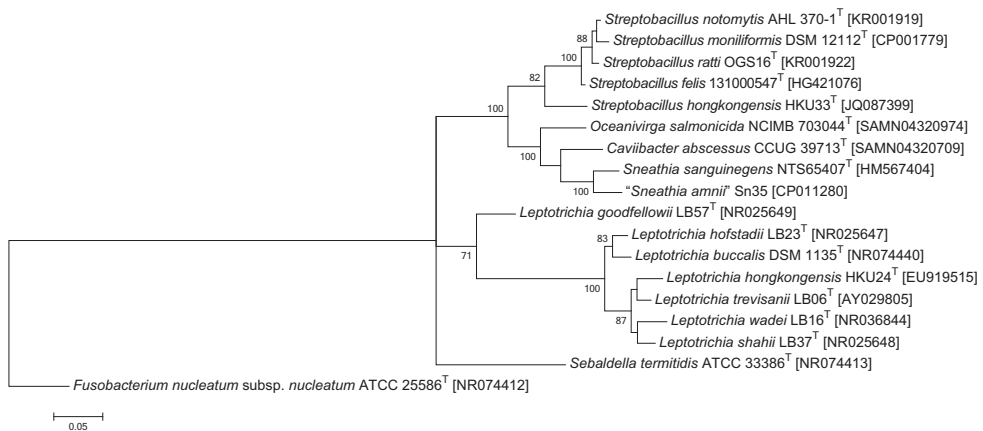 Streptobacillus notomytis AHL 370-1T [KR001919]
88
Streptobacillus moniliformis DSM 12112T [CP001779]
100
Streptobacillus ratti OGS16T [KR001922]
82
Streptobacillus felis 131000547T [HG421076]
100
Streptobacillus hongkongensis HKU33T [JQ087399]
Oceanivirga salmonicida NCIMB 703044T [SAMN04320974]
100
Caviibacter abscessus CCUG 39713T [SAMN04320709]
Sneathia sanguinegens NTS65407T [HM567404]
100
“Sneathia amnii” Sn35 [CP011280]
Leptotrichia goodfellowii LB57T [NR025649]
83
Leptotrichia hofstadii LB23T [NR025647]
71
Leptotrichia buccalis DSM 1135T [NR074440]
Leptotrichia hongkongensis HKU24T [EU919515]
100
Leptotrichia trevisanii LB06T [AY029805]
87
Leptotrichia wadei LB16T [NR036844]
Leptotrichia shahii LB37T [NR025648]
Sebaldella termitidis ATCC 33386T [NR074413]
Fusobacterium nucleatum subsp. nucleatum ATCC 25586T [NR074412]
0.05